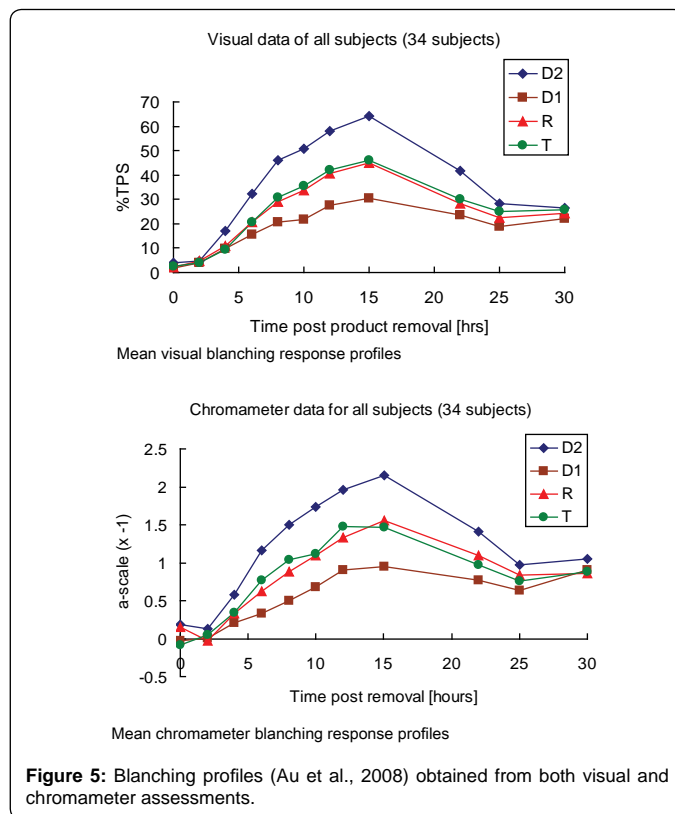 Visual data of all subjects (34 subjects)
D2
D1
R
T
70
60
50
40
30
20
10
0
%TPS
0 5 10 15 20 25 30
Time post product removal [hrs]
Mean visual blanching response profiles
Chromameter data for all subjects (34 subjects)
D2
D1
R
T
2.5
2
1.5
1
0.5
0
-0.5
a-scale (x -1)
0 5 10 15 20 25 30
Time post removal [hours]
Mean chromameter blanching response profiles
Figure 5: Blanching profiles (Au et al., 2008) obtained from both visual and
chromameter assessments.